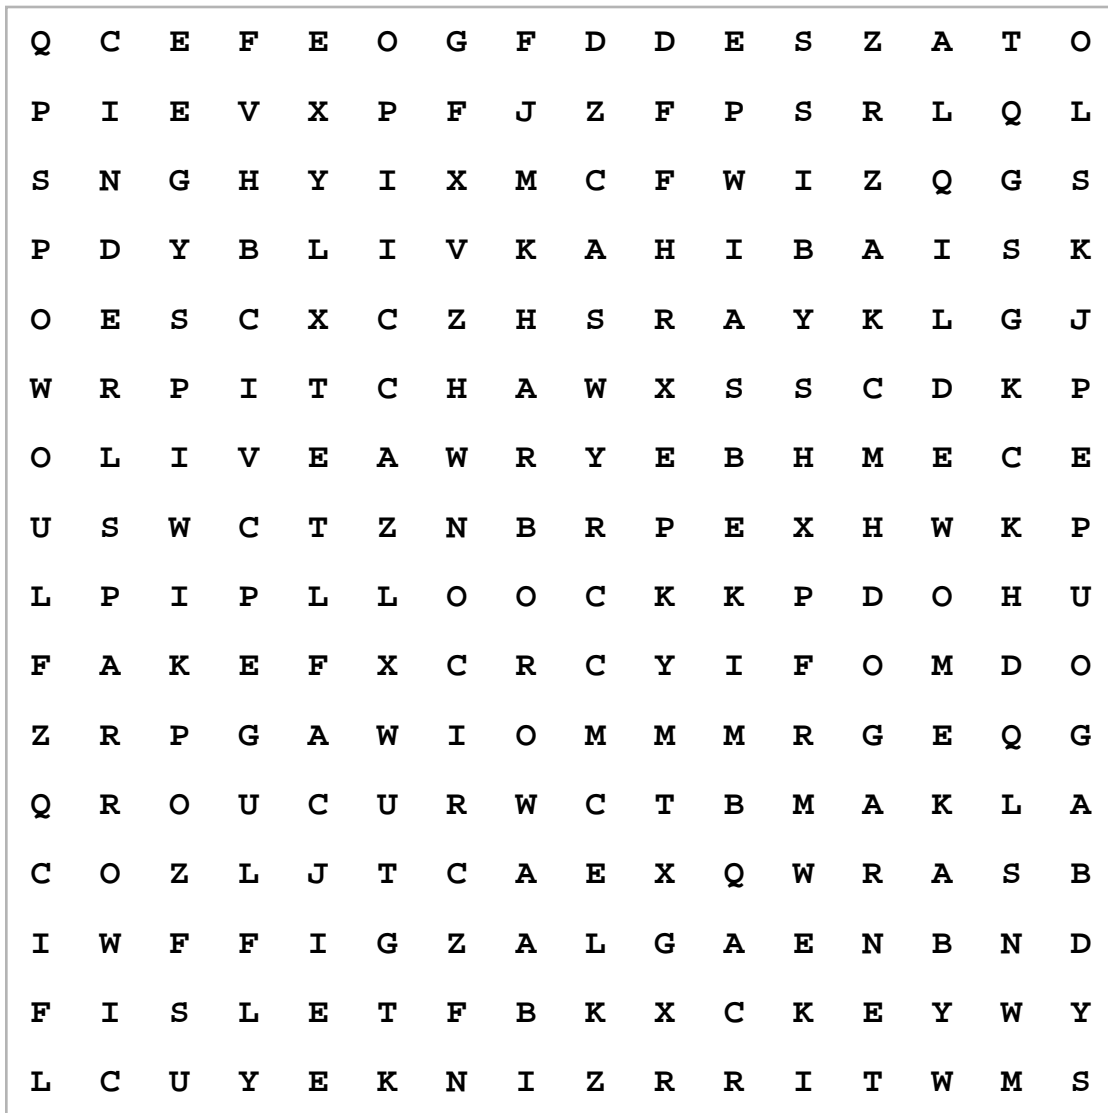 Q C E F E O G F D D E S Z A T O
P I E V X P F J Z F P S R L Q L
S N G H Y I X M C F W I Z Q G S
P D Y B L I V K A H I B A I S K
O E S C X C Z H S R A Y K L G J
W R P I T C H A W X S S C D K P
O L I V E A W R Y E B H M E C E
U S W C T Z N B R P E X H W K P
L P I P L L O O C K K P D O H U
F A K E F X C R C Y I F O M D O
Z R P G A W I O M M M R G E Q G
Q R O U C U R W C T B M A K L A
C O Z L J T C A E X Q W R A S B
I W F F I G Z A L G A E N B N D
F I S L E T F B K X C K E Y W Y
L C U Y E K N I Z R R I T W M S